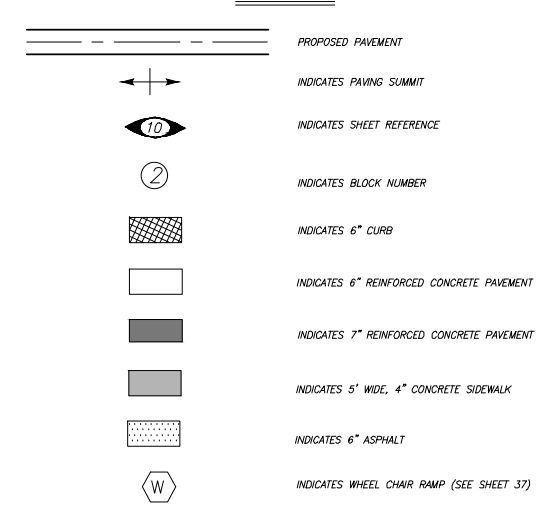 PROPOSED PAVEMENT
INDICATES PAVING SUMMIT
10
INDICATES SHEET REFERENCE
2
INDICATES BLOCK NUMBER
INDICATES 6" CURB
INDICATES 6" REINFORCED CONCRETE PAVEMENT
INDICATES 7" REINFORCED CONCRETE PAVEMENT
INDICATES 5' WIDE, 4" CONCRETE SIDEWALK
INDICATES 6" ASPHALT
W
INDICATES WHEEL CHAIR RAMP (SEE SHEET 37)